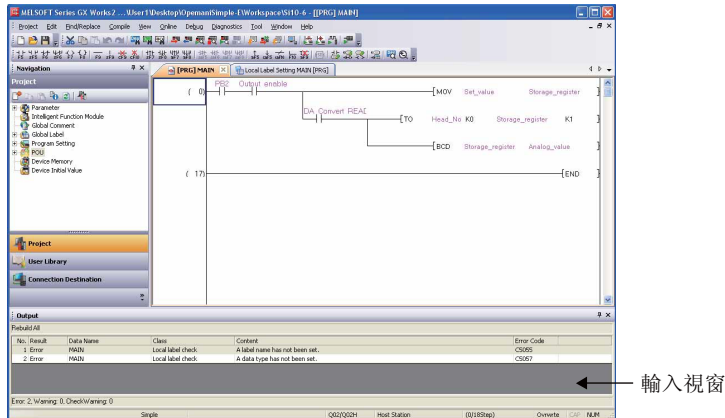 MELSOFT Series GX Works2 ...\User1\Desktop\OpemaniSimple-E\Workspace\Si10-6 - [[PRG] MAIN]
Project Edit Find/Replace Compile View Online Debug Diagnostics Tool Window Help
Navigation
[PRG] MAIN
Local Label Setting MAIN [PRG]
Project
Parameter
Intelligent Function Module
Global Comment
Global Label
Program Setting
POU
Device Memory
Device Initial Value
( 0) PB2 Output_enable
[MOV Set_value Storage_register ]
DA_Convert_READ
[TO Head_No K0 Storage_register K1 ]
[BCD Storage_register Analog_value ]
( 17) [END ]
Project
User Library
Connection Destination
Output
Rebuild All
No. Result Data Name Class Content Error Code
1 Error MAIN Local label check A label name has not been set. C5055
2 Error MAIN Local label check A data type has not been set. C5057
輸入視窗
Error: 2, Warning: 0, CheckWarning: 0
Simple Q02/Q02H Host Station (0/18Step) Ovrwrte CAP NUM